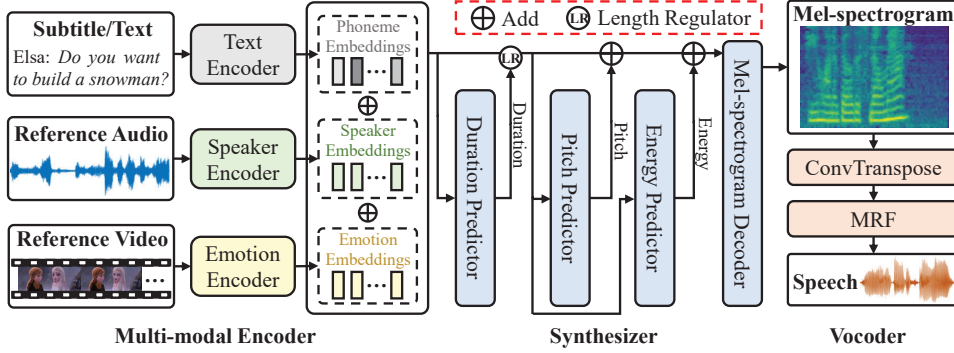 Subtitle/Text
Elsa: Do you want
to build a snowman?
Text
Encoder
Phoneme
Embeddings
Reference Audio
Speaker
Encoder
Speaker
Embeddings
Reference Video
Emotion
Encoder
Emotion
Embeddings
Multi-modal Encoder
Add
LR Length Regulator
LR
Duration Predictor
Duration
Pitch Predictor
Pitch
Energy Predictor
Energy
Mel-spectrogram Decoder
Synthesizer
Mel-spectrogram
ConvTranspose
MRF
Speech
Vocoder